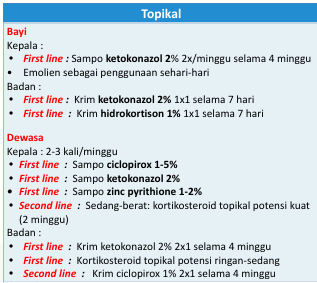 Topikal
Bayi
Kepala :
• First line : Sampo ketokonazol 2% 2x/minggu selama 4 minggu
• Emolien sebagai penggunaan sehari-hari
Badan :
• First line : Krim ketokonazol 2% 1x1 selama 7 hari
• First line : Krim hidrokortison 1% 1x1 selama 7 hari
Dewasa
Kepala : 2-3 kali/minggu
• First line : Sampo ciclopirox 1-5%
• First line : Sampo ketokonazol 2%
• First line : Sampo zinc pyrithione 1-2%
• Second line : Sedang-berat: kortikosteroid topikal potensi kuat
(2 minggu)
Badan :
• First line : Krim ketokonazol 2% 2x1 selama 4 minggu
• First line : Kortikosteroid topikal potensi ringan-sedang
• Second line : Krim ciclopirox 1% 2x1 selama 4 minggu